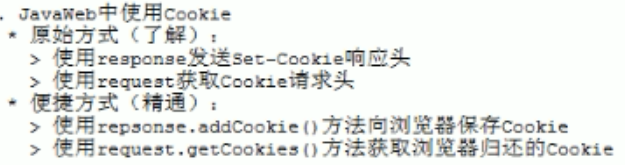 . JavaWeb中使用Cookie
* 原始方式（了解）：
> 使用response发送Set-Cookie响应头
> 使用request获取Cookie请求头
* 便捷方式（精通）：
> 使用repsonse.addCookie()方法向浏览器保存Cookie
> 使用request.getCookies()方法获取浏览器归还的Cookie